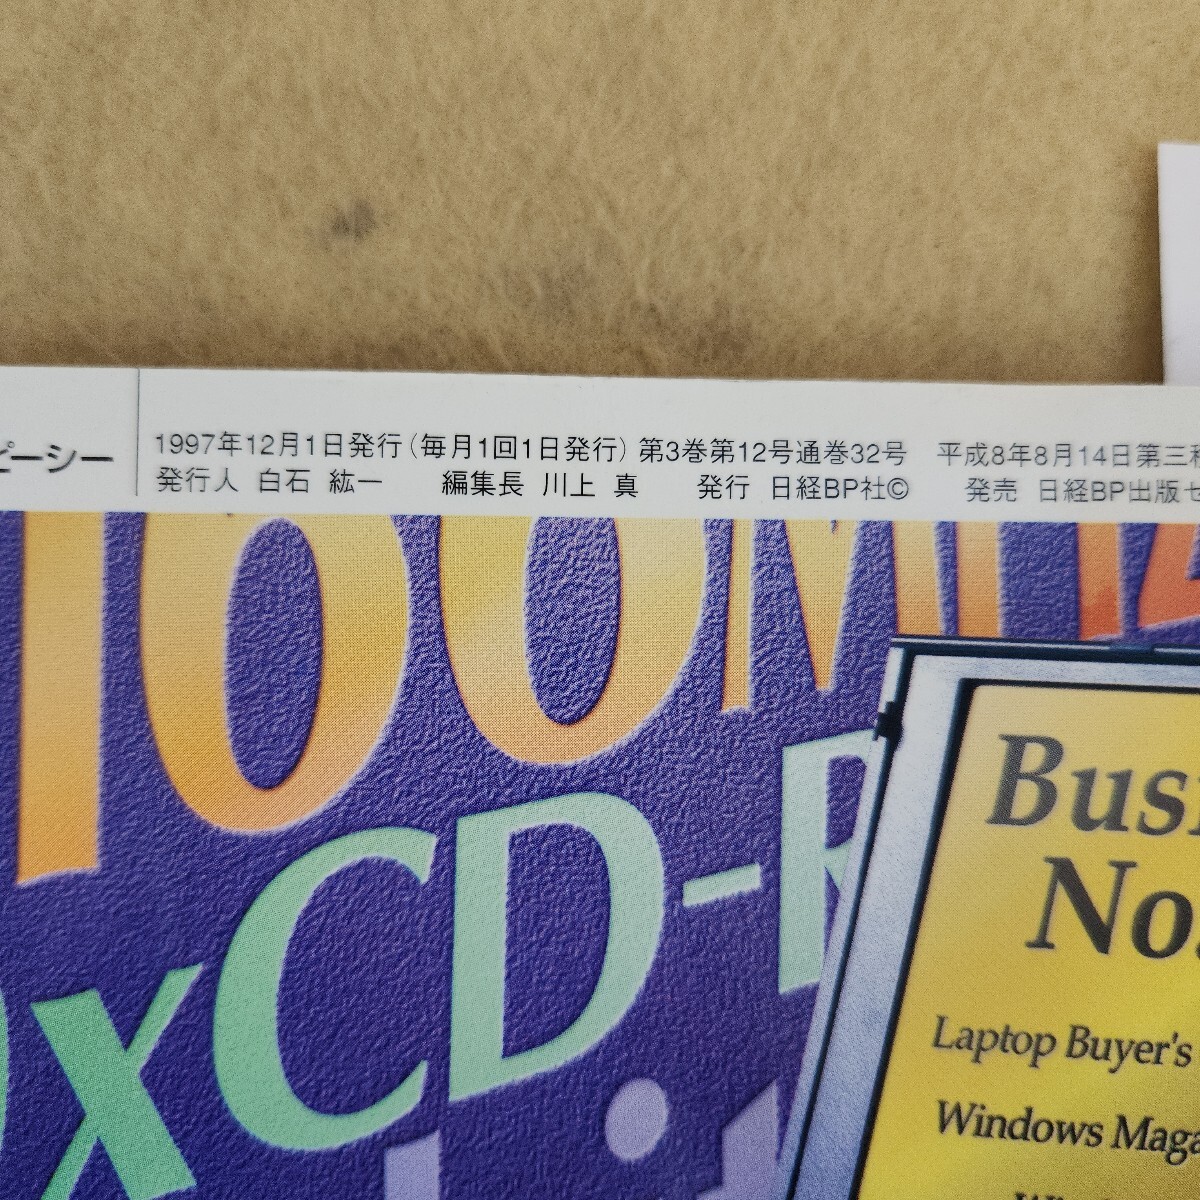 ピーシー
1997年12月1日発行（毎月1回1日発行）第3巻第12号通巻32号 平成8年8月14日第三種
発行人 白石 紘一 編集長 川上 真 発行 日経BP社© 発売 日経BP出版セ
100MHz
xCD-R
Busi
No
Laptop Buyer's
Windows Maga